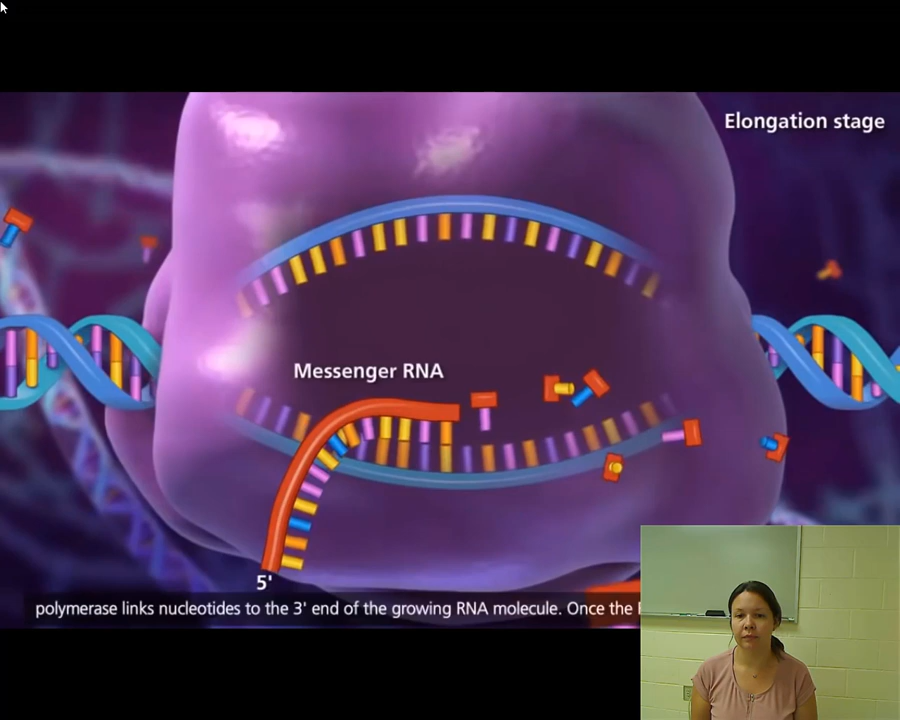 Elongation stage
Messenger RNA
5'
polymerase links nucleotides to the 3' end of the growing RNA molecule. Once the